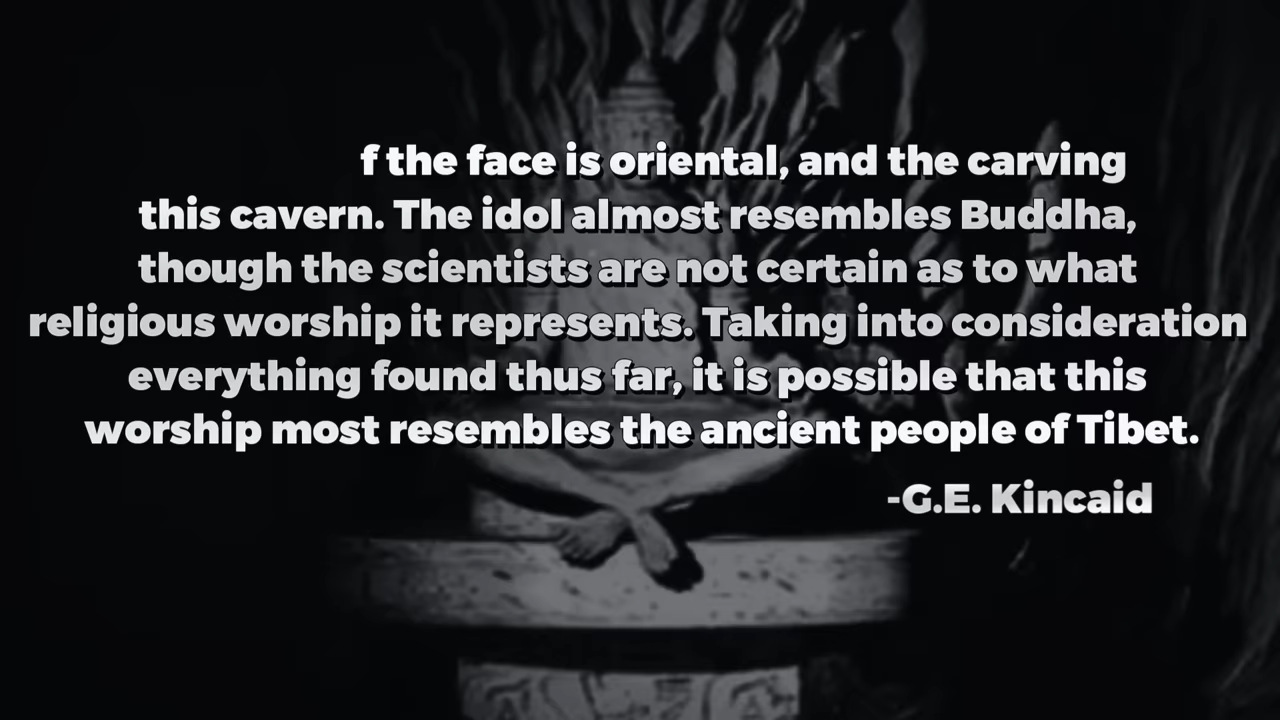 f the face is oriental, and the carving
this cavern. The idol almost resembles Buddha,
though the scientists are not certain as to what
religious worship it represents. Taking into consideration
everything found thus far, it is possible that this
worship most resembles the ancient people of Tibet.
-G.E. Kincaid